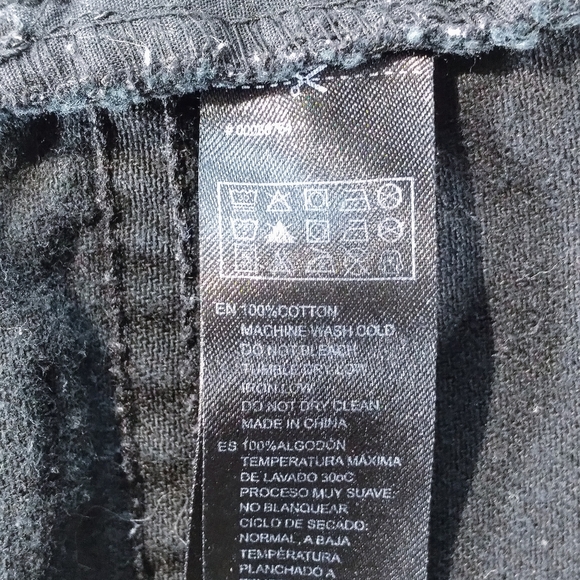 EN 100%COTTON
MACHINE WASH COLD
DO NOT BLEACH
TUMBLE DRY LOW
IRON LOW
DO NOT DRY CLEAN
MADE IN CHINA
ES 100%ALGODÓN
TEMPERATURA MÁXIMA
DE LAVADO 30oC
PROCESO MUY SUAVE:
NO BLANQUEAR
CICLO DE SECADO:
NORMAL, A BAJA
TEMPERATURA
PLANCHADO A